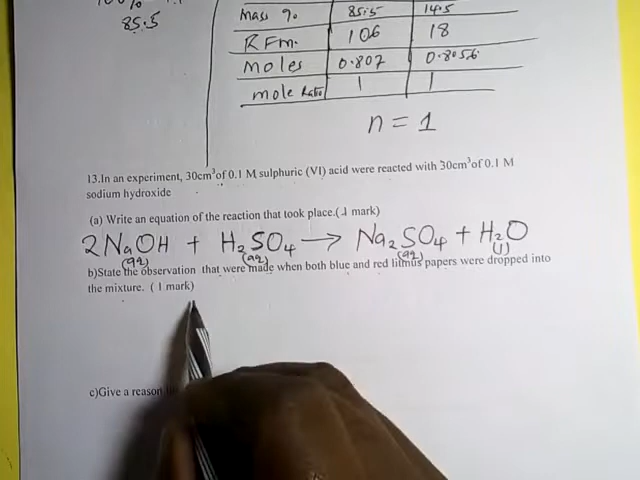 85.5
Mass % 85.5 14.5
RFm. 106 18
Moles 0.807 0.8056
mole Ratio 1 1
n = 1
13.In an experiment, 30cm³of 0.1 M sulphuric (VI) acid were reacted with 30cm³of 0.1 M
sodium hydroxide
(a) Write an equation of the reaction that took place.(.1 mark)
2NaOH + H2SO4 → Na2SO4 + H2O
(aq) (aq) (aq) (l)
b)State the observation that were made when both blue and red litmus papers were dropped into
the mixture. ( 1 mark)
c)Give a reason